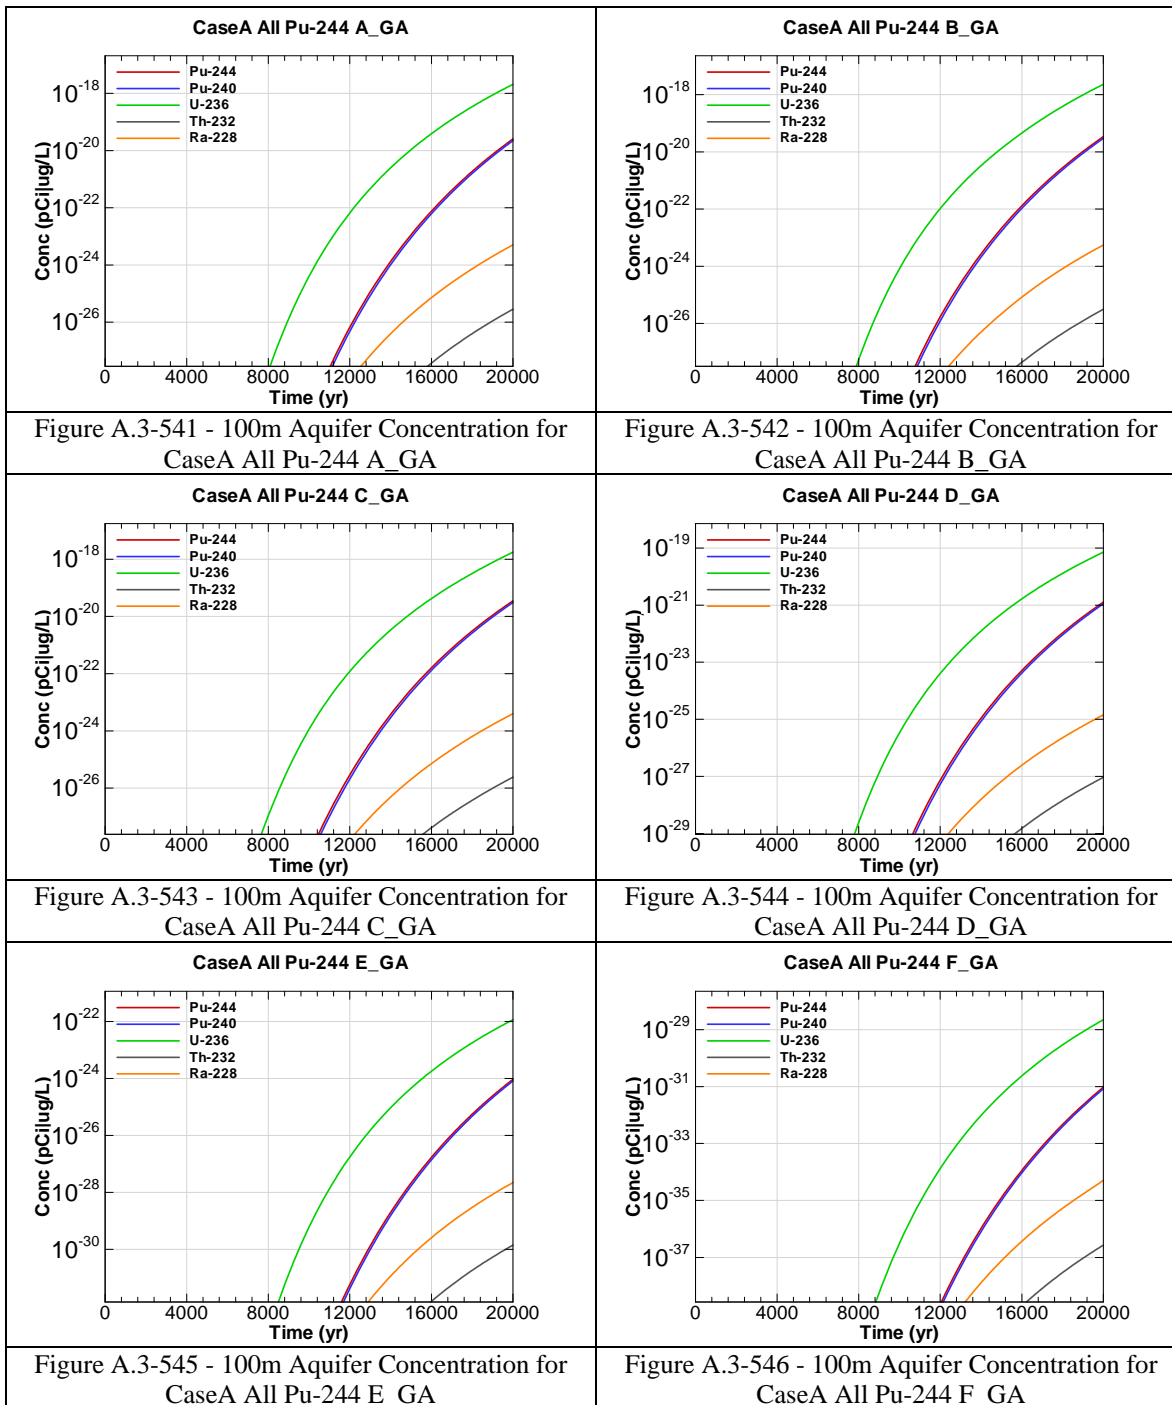 CaseA All Pu-244 A_GA
Conc (pCi|ug/L)
10-18
10-20
10-22
10-24
10-26
Pu-244
Pu-240
U-236
Th-232
Ra-228
0 4000 8000 12000 16000 20000
Time (yr)
Figure A.3-541 - 100m Aquifer Concentration for
CaseA All Pu-244 A_GA
CaseA All Pu-244 B_GA
Conc (pCi|ug/L)
10-18
10-20
10-22
10-24
10-26
Pu-244
Pu-240
U-236
Th-232
Ra-228
0 4000 8000 12000 16000 20000
Time (yr)
Figure A.3-542 - 100m Aquifer Concentration for
CaseA All Pu-244 B_GA
CaseA All Pu-244 C_GA
Conc (pCi|ug/L)
10-18
10-20
10-22
10-24
10-26
Pu-244
Pu-240
U-236
Th-232
Ra-228
0 4000 8000 12000 16000 20000
Time (yr)
Figure A.3-543 - 100m Aquifer Concentration for
CaseA All Pu-244 C_GA
CaseA All Pu-244 D_GA
Conc (pCi|ug/L)
10-19
10-21
10-23
10-25
10-27
10-29
Pu-244
Pu-240
U-236
Th-232
Ra-228
0 4000 8000 12000 16000 20000
Time (yr)
Figure A.3-544 - 100m Aquifer Concentration for
CaseA All Pu-244 D_GA
CaseA All Pu-244 E_GA
Conc (pCi|ug/L)
10-22
10-24
10-26
10-28
10-30
Pu-244
Pu-240
U-236
Th-232
Ra-228
0 4000 8000 12000 16000 20000
Time (yr)
Figure A.3-545 - 100m Aquifer Concentration for
CaseA All Pu-244 E_GA
CaseA All Pu-244 F_GA
Conc (pCi|ug/L)
10-29
10-31
10-33
10-35
10-37
Pu-244
Pu-240
U-236
Th-232
Ra-228
0 4000 8000 12000 16000 20000
Time (yr)
Figure A.3-546 - 100m Aquifer Concentration for
CaseA All Pu-244 F_GA